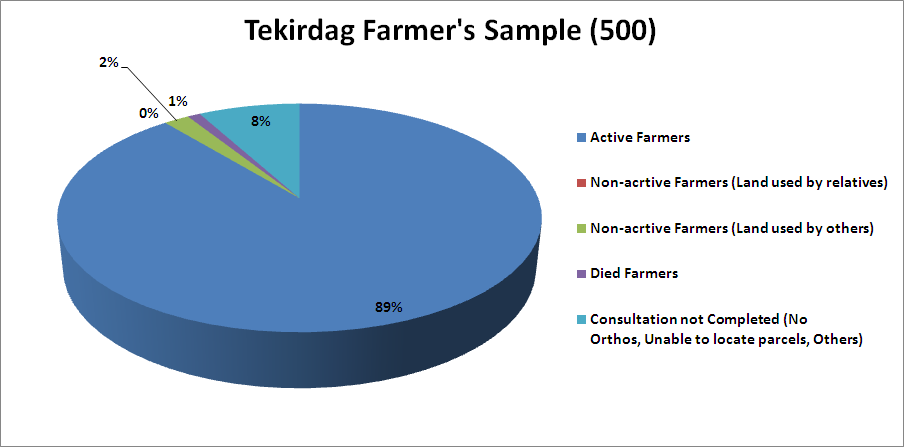 Tekirdag Farmer's Sample (500)
2%
0%
1%
8%
89%
Active Farmers
Non-acrtive Farmers (Land used by relatives)
Non-acrtive Farmers (Land used by others)
Died Farmers
Consultation not Completed (No
Orthos, Unable to locate parcels, Others)